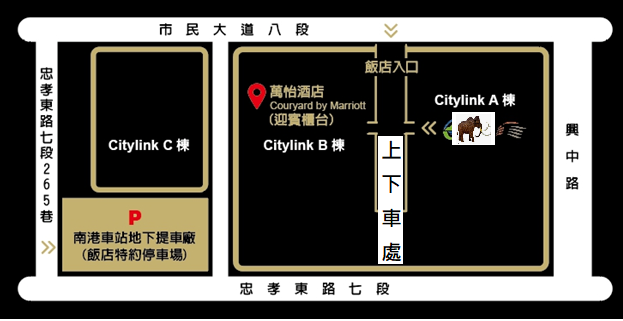 市民大道八段
忠孝東路七段265巷
飯店入口
萬怡酒店
Couryard by Marriott
(迎賓櫃台)
Citylink A 棟
Citylink C 棟
Citylink B 棟
上下車處
興中路
P
南港車站地下提車廠
(飯店特約停車場)
忠孝東路七段